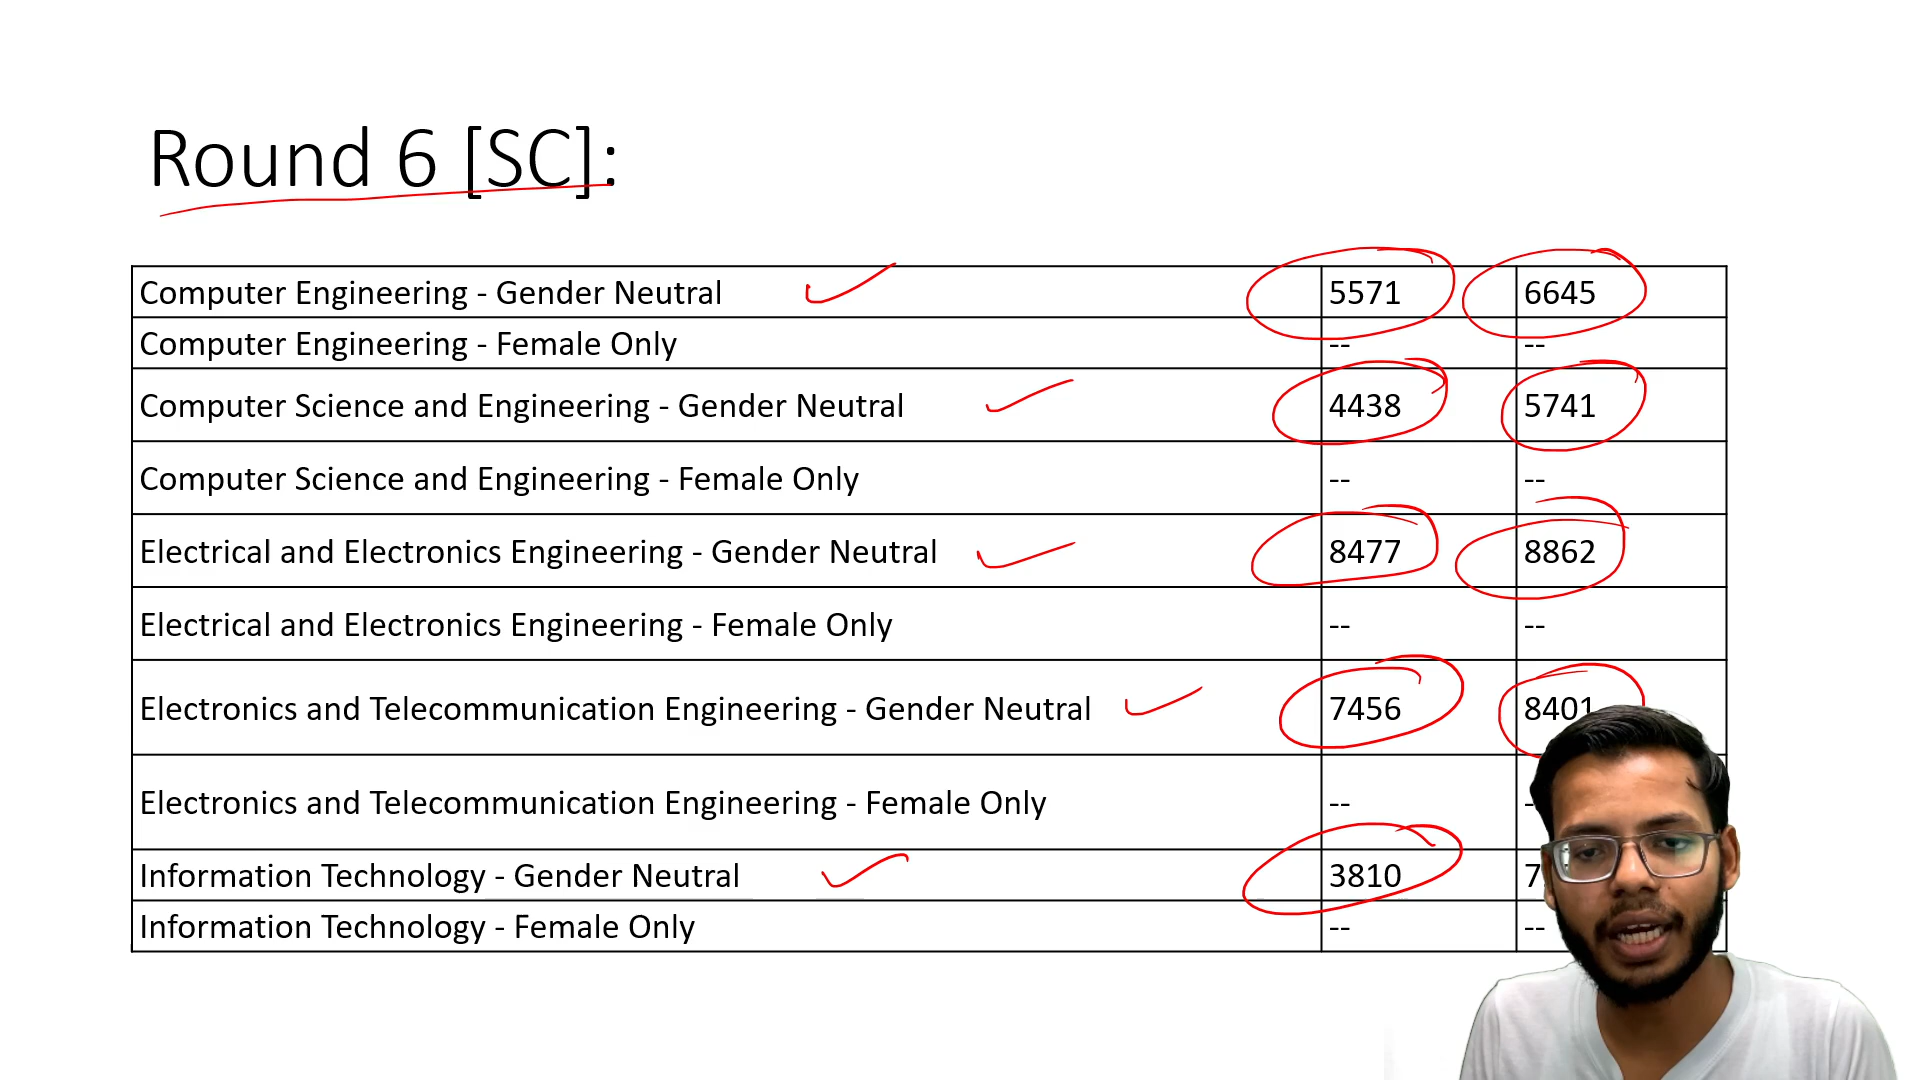 Round 6 [SC]:
Computer Engineering - Gender Neutral 5571 6645
Computer Engineering - Female Only -- --
Computer Science and Engineering - Gender Neutral 4438 5741
Computer Science and Engineering - Female Only -- --
Electrical and Electronics Engineering - Gender Neutral 8477 8862
Electrical and Electronics Engineering - Female Only -- --
Electronics and Telecommunication Engineering - Gender Neutral 7456 8401
Electronics and Telecommunication Engineering - Female Only --
Information Technology - Gender Neutral 3810
Information Technology - Female Only -- --